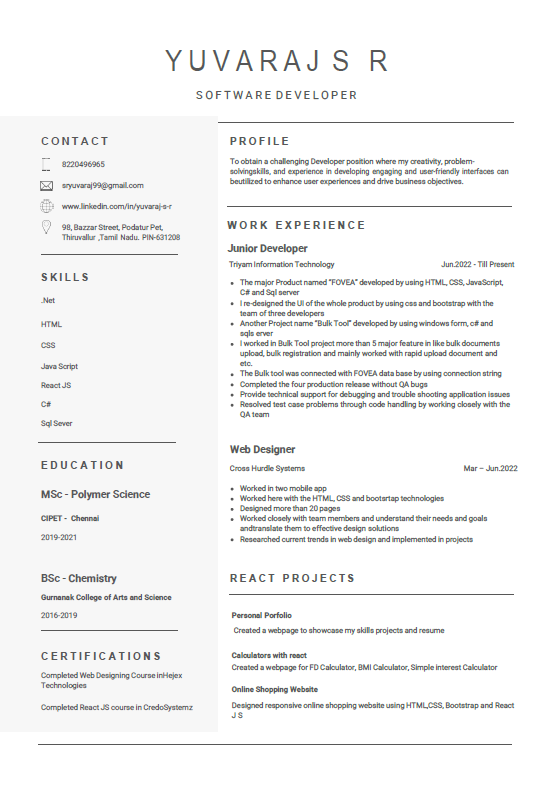 YUVARAJ S R
SOFTWARE DEVELOPER
CONTACT
8220496965
sryuvaraj99@gmail.com
www.linkedin.com/in/yuvaraj-s-r
98, Bazzar Street, Podatur Pet,
Thiruvallur ,Tamil Nadu. PIN-631208
SKILLS
.Net
HTML
CSS
Java Script
React JS
C#
Sql Sever
EDUCATION
MSc - Polymer Science
CIPET - Chennai
2019-2021
BSc - Chemistry
Gurnanak College of Arts and Science
2016-2019
CERTIFICATIONS
Completed Web Designing Course inHejex
Technologies
Completed React JS course in CredoSystemz
PROFILE
To obtain a challenging Developer position where my creativity, problem-
solvingskills, and experience in developing engaging and user-friendly interfaces can
beutilized to enhance user experiences and drive business objectives.
WORK EXPERIENCE
Junior Developer
Triyam Information Technology Jun.2022 - Till Present
• The major Product named “FOVEA” developed by using HTML, CSS, JavaScript,
C# and Sql server
• I re-designed the UI of the whole product by using css and bootstrap with the
team of three developers
• Another Project name “Bulk Tool” developed by using windows form, c# and
sqls erver
• I worked in Bulk Tool project more than 5 major feature in like bulk documents
upload, bulk registration and mainly worked with rapid upload document and
etc.
• The Bulk tool was connected with FOVEA data base by using connection string
• Completed the four production release without QA bugs
• Provide technical support for debugging and trouble shooting application issues
• Resolved test case problems through code handling by working closely with the
QA team
Web Designer
Cross Hurdle Systems Mar – Jun.2022
• Worked in two mobile app
• Worked here with the HTML, CSS and bootartap technologies
• Designed more than 20 pages
• Worked closely with team members and understand their needs and goals
andtranslate them to effective design solutions
• Researched current trends in web design and implemented in projects
REACT PROJECTS
Personal Porfolio
Created a webpage to showcase my skills projects and resume
Calculators with react
Created a webpage for FD Calculator, BMI Calculator, Simple interest Calculator
Online Shopping Website
Designed responsive online shopping website using HTML,CSS, Bootstrap and React
J S